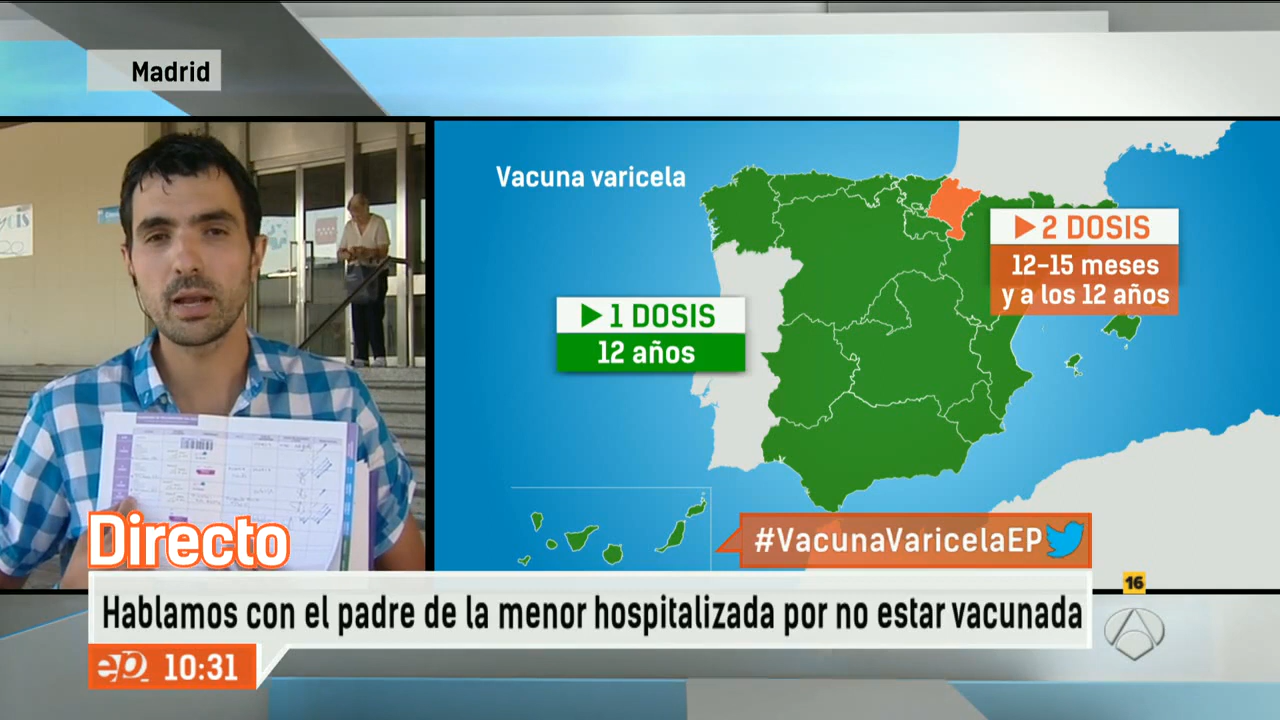 Madrid
Vacuna varicela
2 DOSIS
12-15 meses
y a los 12 años
1 DOSIS
12 años
Directo
#VacunaVaricelaEP
16
Hablamos con el padre de la menor hospitalizada por no estar vacunada
ep
10:31